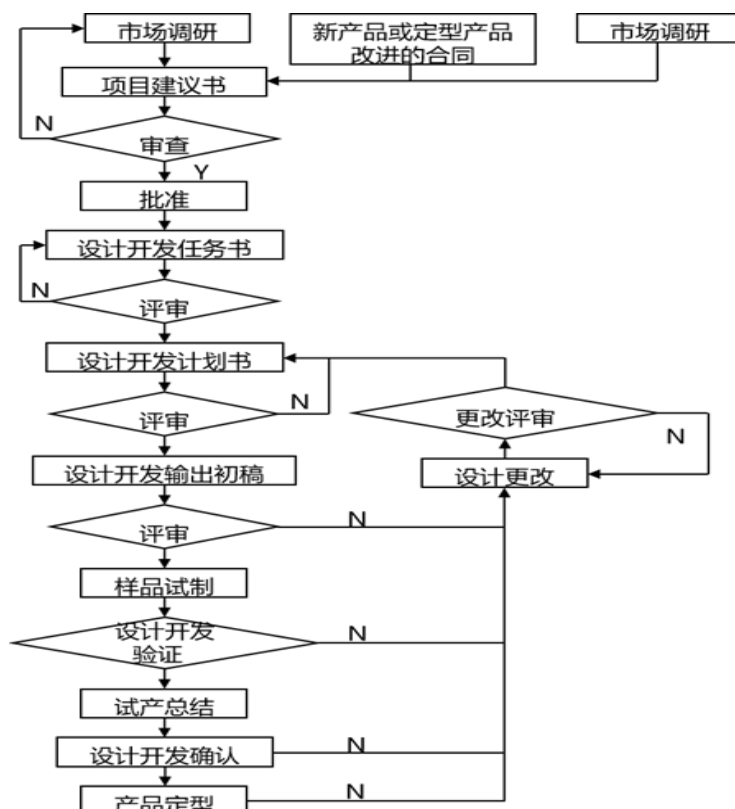 市场调研
新产品或定型产品
改进的合同
市场调研
项目建议书
N
审查
Y
批准
设计开发任务书
N
评审
设计开发计划书
N
评审
更改评审
N
设计开发输出初稿
设计更改
N
评审
样品试制
设计开发
验证
N
试产总结
设计开发确认
N
产品定型
N